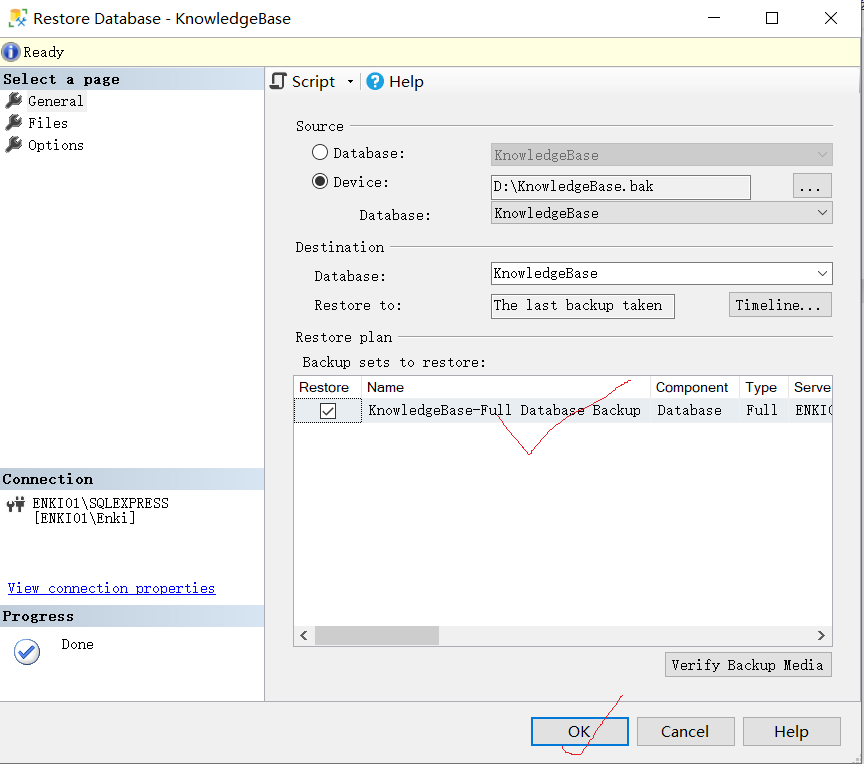 Restore Database - KnowledgeBase
Ready
Select a page
General
Files
Options
Script
Help
Source
Database:
KnowledgeBase
Device:
D:\KnowledgeBase.bak
...
Database:
KnowledgeBase
Destination
Database:
KnowledgeBase
Restore to:
The last backup taken
Timeline...
Restore plan
Backup sets to restore:
Restore Name Component Type Serve
KnowledgeBase-Full Database Backup Database Full ENKI
Verify Backup Media
Connection
ENKI01\SQLEXPRESS
[ENKI01\Enki]
View connection properties
Progress
Done
OK
Cancel
Help